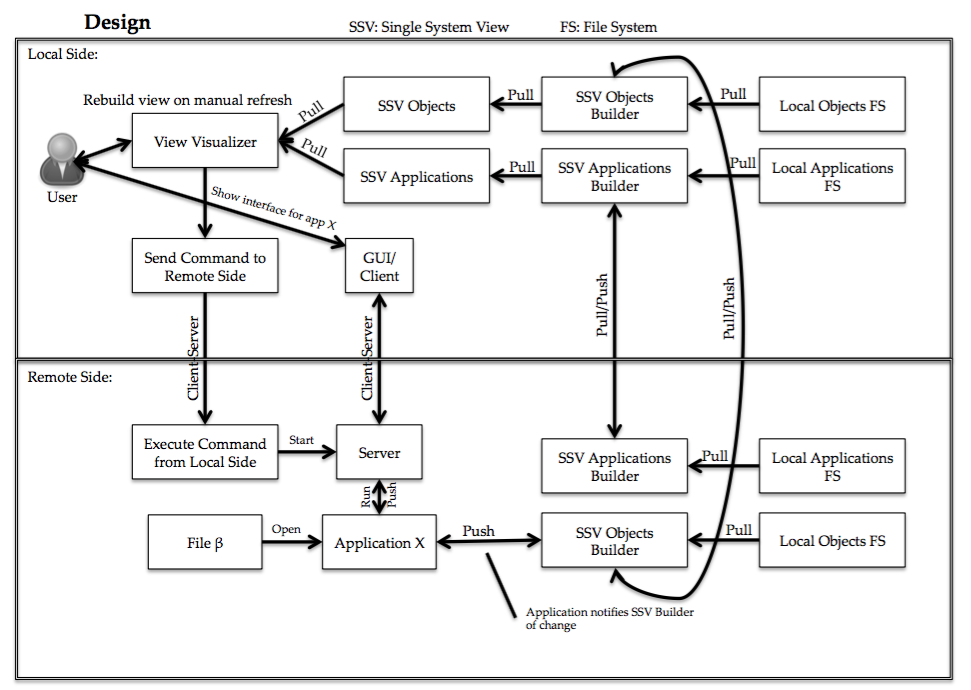 Design
SSV: Single System View
FS: File System
Local Side:
Rebuild view on manual refresh
View Visualizer
User
Pull
Pull
SSV Objects
Pull
SSV Objects
Builder
Pull
Local Objects FS
SSV Applications
Pull
SSV Applications
Builder
Pull
Local Applications
FS
Show interface for app X
Send Command to
Remote Side
GUI/
Client
Client-Server
Client-Server
Pull/Push
Pull/Push
Remote Side:
Execute Command
from Local Side
Start
Server
SSV Applications
Builder
Pull
Local Applications
FS
Run
Push
File β
Open
Application X
Push
SSV Objects
Builder
Pull
Local Objects FS
Application notifies SSV Builder
of change